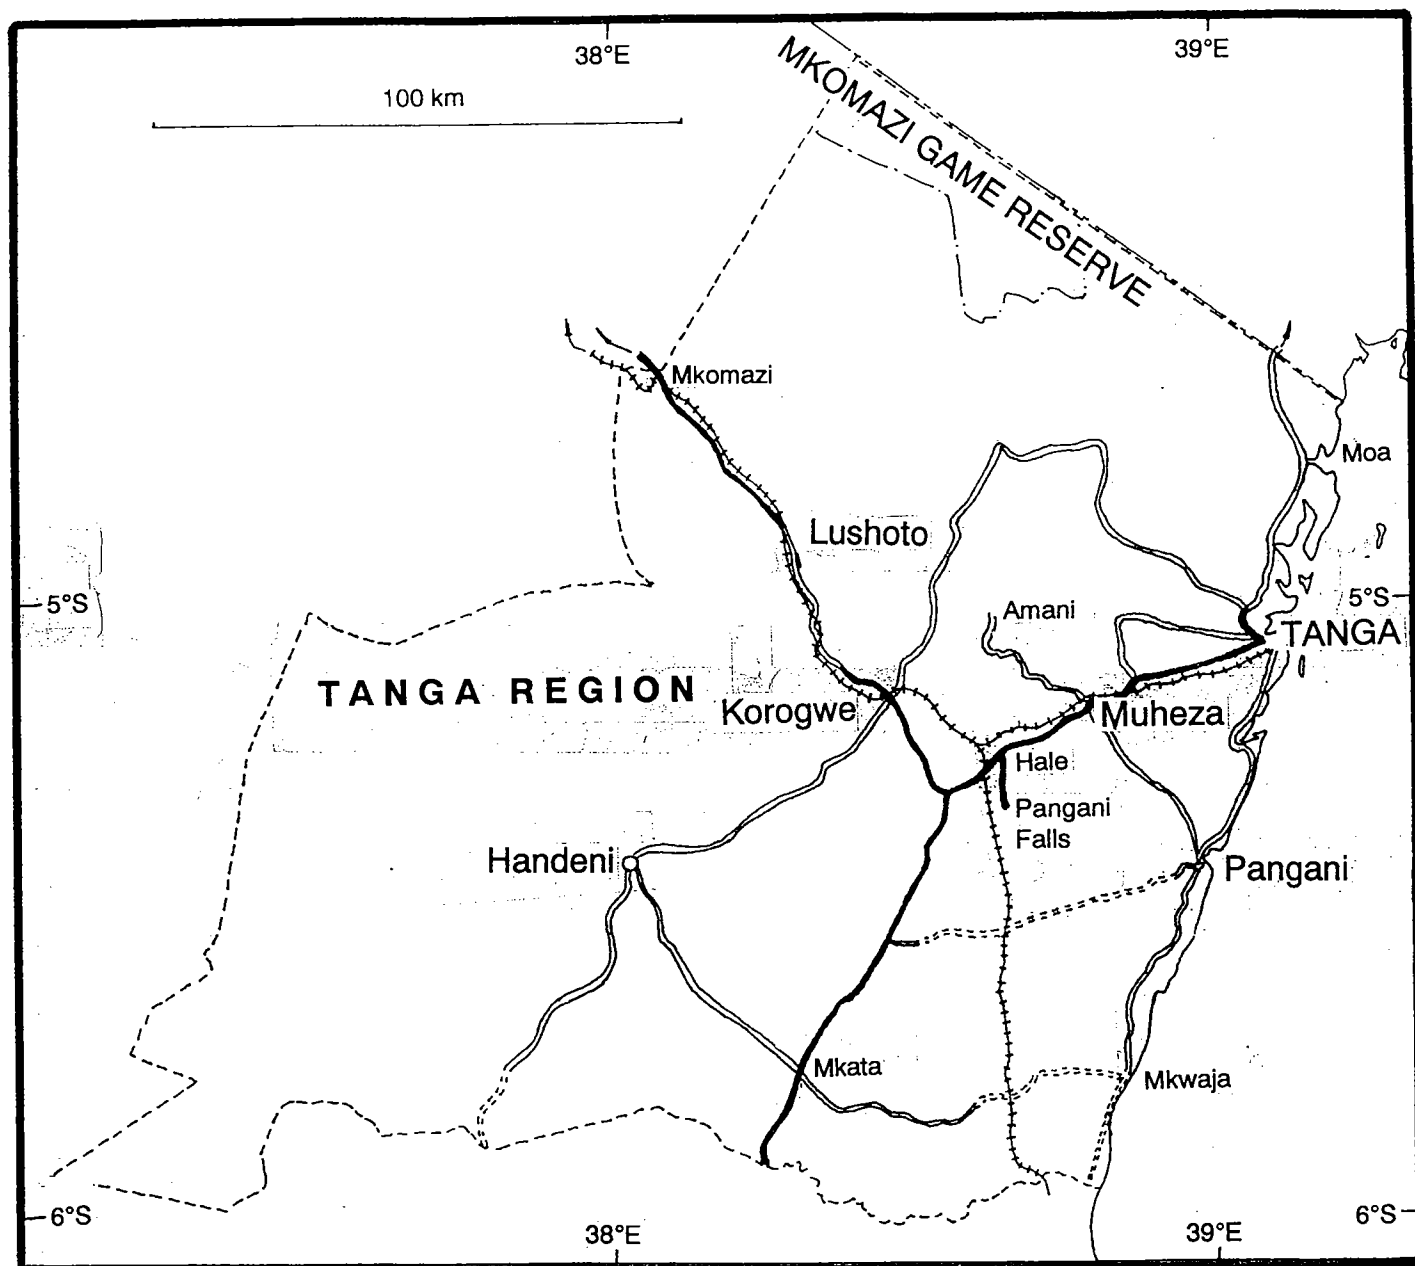 38°E
39°E
100 km
MKOMAZI GAME RESERVE
Mkomazi
Moa
Lushoto
5°S
5°S
Amani
TANGA
TANGA REGION
Korogwe
Muheza
Hale
Pangani
Falls
Handeni
Pangani
Mkata
Mkwaja
6°S
6°S
38°E
39°E